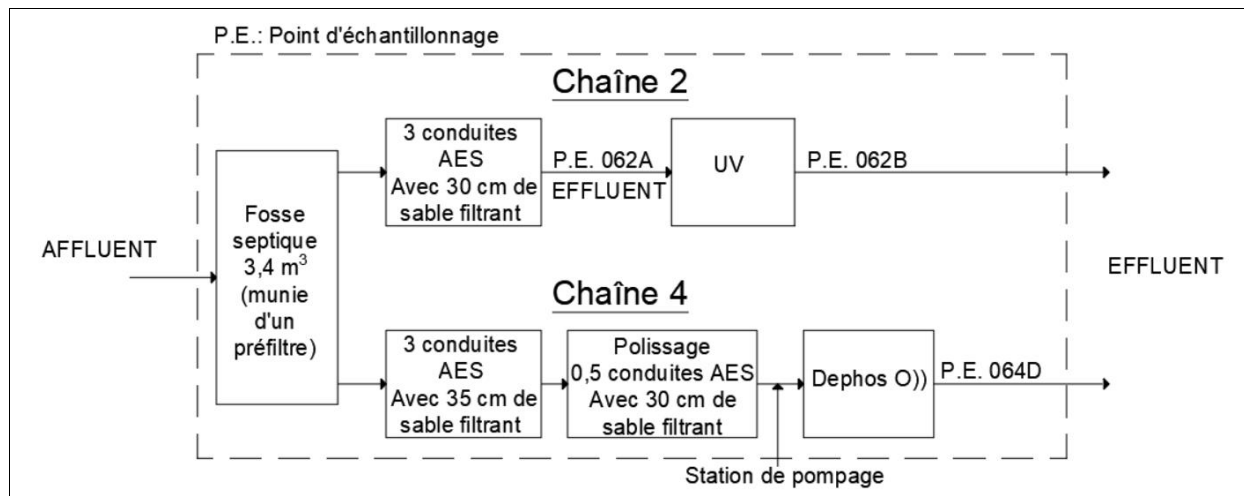 P.E.: Point d'échantillonnage
Chaîne 2
3 conduites
AES
Avec 30 cm de
sable filtrant
P.E. 062A
EFFLUENT
UV
P.E. 062B
AFFLUENT
Fosse
septique
3,4 m³
(munie
d'un
préfiltre)
EFFLUENT
Chaîne 4
3 conduites
AES
Avec 35 cm de
sable filtrant
Polissage
0,5 conduites AES
Avec 30 cm de
sable filtrant
Dephos O))
P.E. 064D
Station de pompage